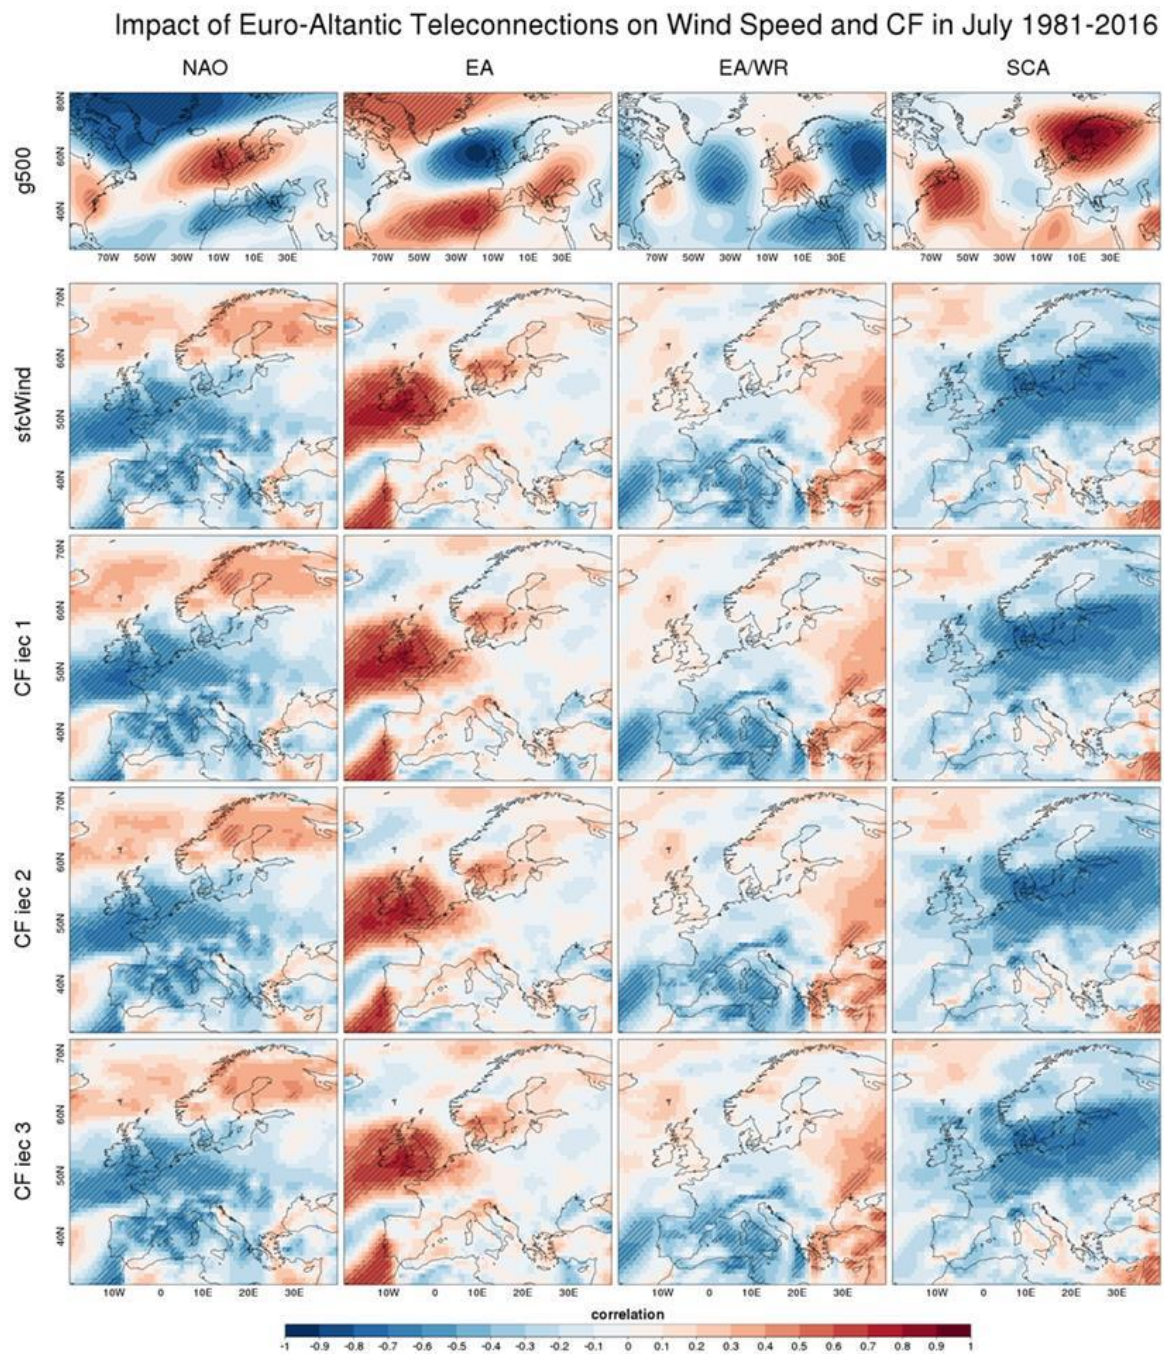 Impact of Euro-Altantic Teleconnections on Wind Speed and CF in July 1981-2016
NAO EA EA/WR SCA
g500
80N
60N
40N
70W 50W 30W 10W 10E 30E 70W 50W 30W 10W 10E 30E 70W 50W 30W 10W 10E 30E 70W 50W 30W 10W 10E 30E
sfcWind
70N
60N
50N
40N
CF iec 1
70N
60N
50N
40N
CF iec 2
70N
60N
50N
40N
CF iec 3
70N
60N
50N
40N
10W 0 10E 20E 30E 10W 0 10E 20E 30E 10W 0 10E 20E 30E 10W 0 10E 20E 30E
correlation
-1 -0.9 -0.8 -0.7 -0.6 -0.5 -0.4 -0.3 -0.2 -0.1 0 0.1 0.2 0.3 0.4 0.5 0.6 0.7 0.8 0.9 1